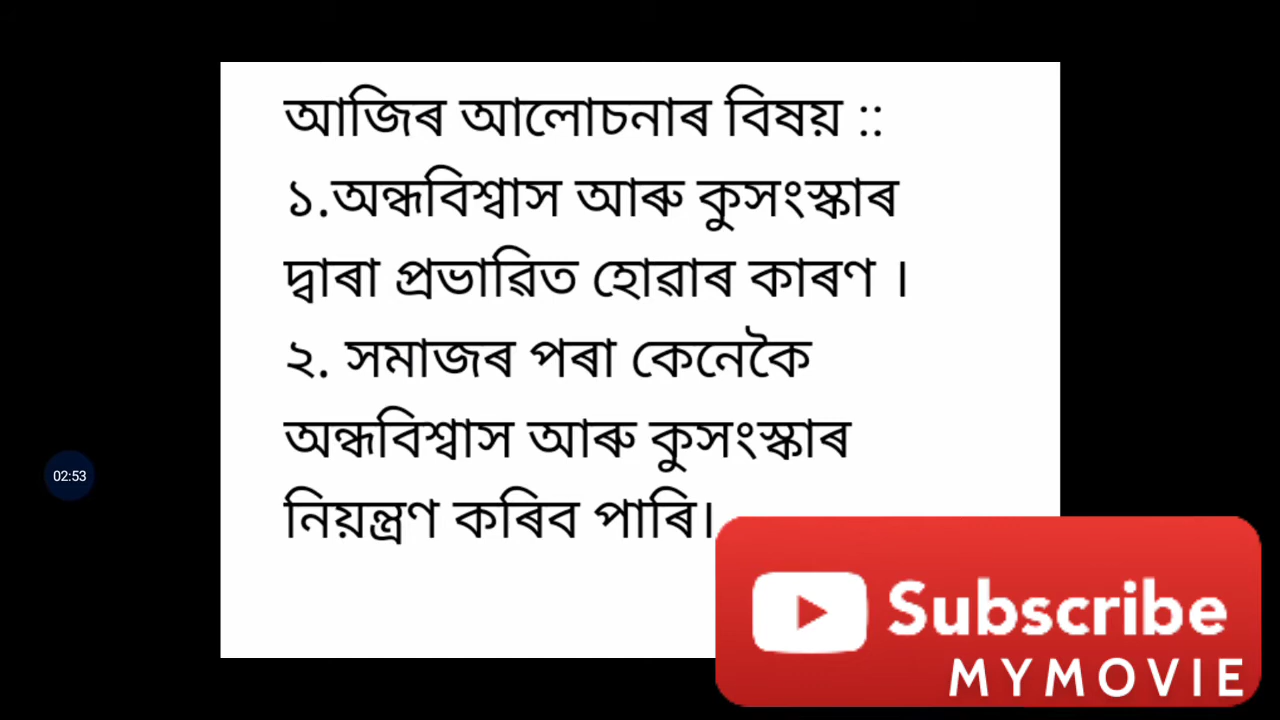 আজিৰ আলোচনাৰ বিষয় ::
১.অন্ধবিশ্বাস আৰু কুসংস্কাৰ
দ্বাৰা প্ৰভাৱিত হোৱাৰ কাৰণ ।
২. সমাজৰ পৰা কেনেকৈ
অন্ধবিশ্বাস আৰু কুসংস্কাৰ
নিয়ন্ত্ৰণ কৰিব পাৰি।
02:53
Subscribe
MYMOVIE